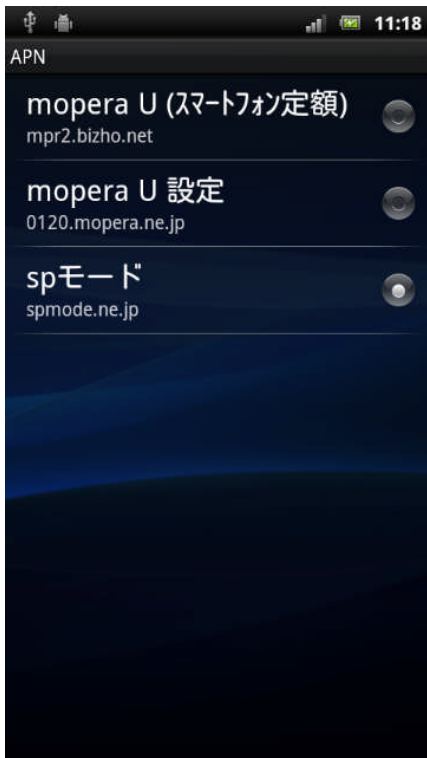 11:18
APN
mopera U (ｽﾏｰﾄﾌｫﾝ定額)
mpr2.bizho.net
mopera U 設定
0120.mopera.ne.jp
spモード
spmode.ne.jp